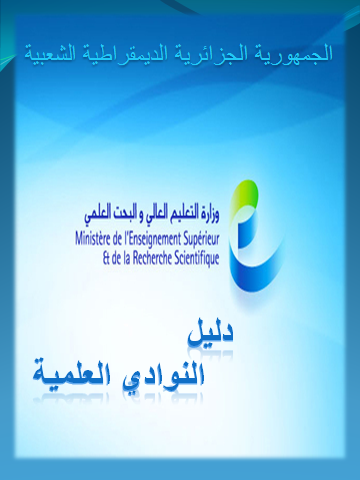 الجمهورية الجزائرية الديمقراطية الشعبية
وزارة التعليم العالي و البحث العلمي
Ministère de l'Enseignement Supérieur
& de la Recherche Scientifique
دليل
النوادي العلمية